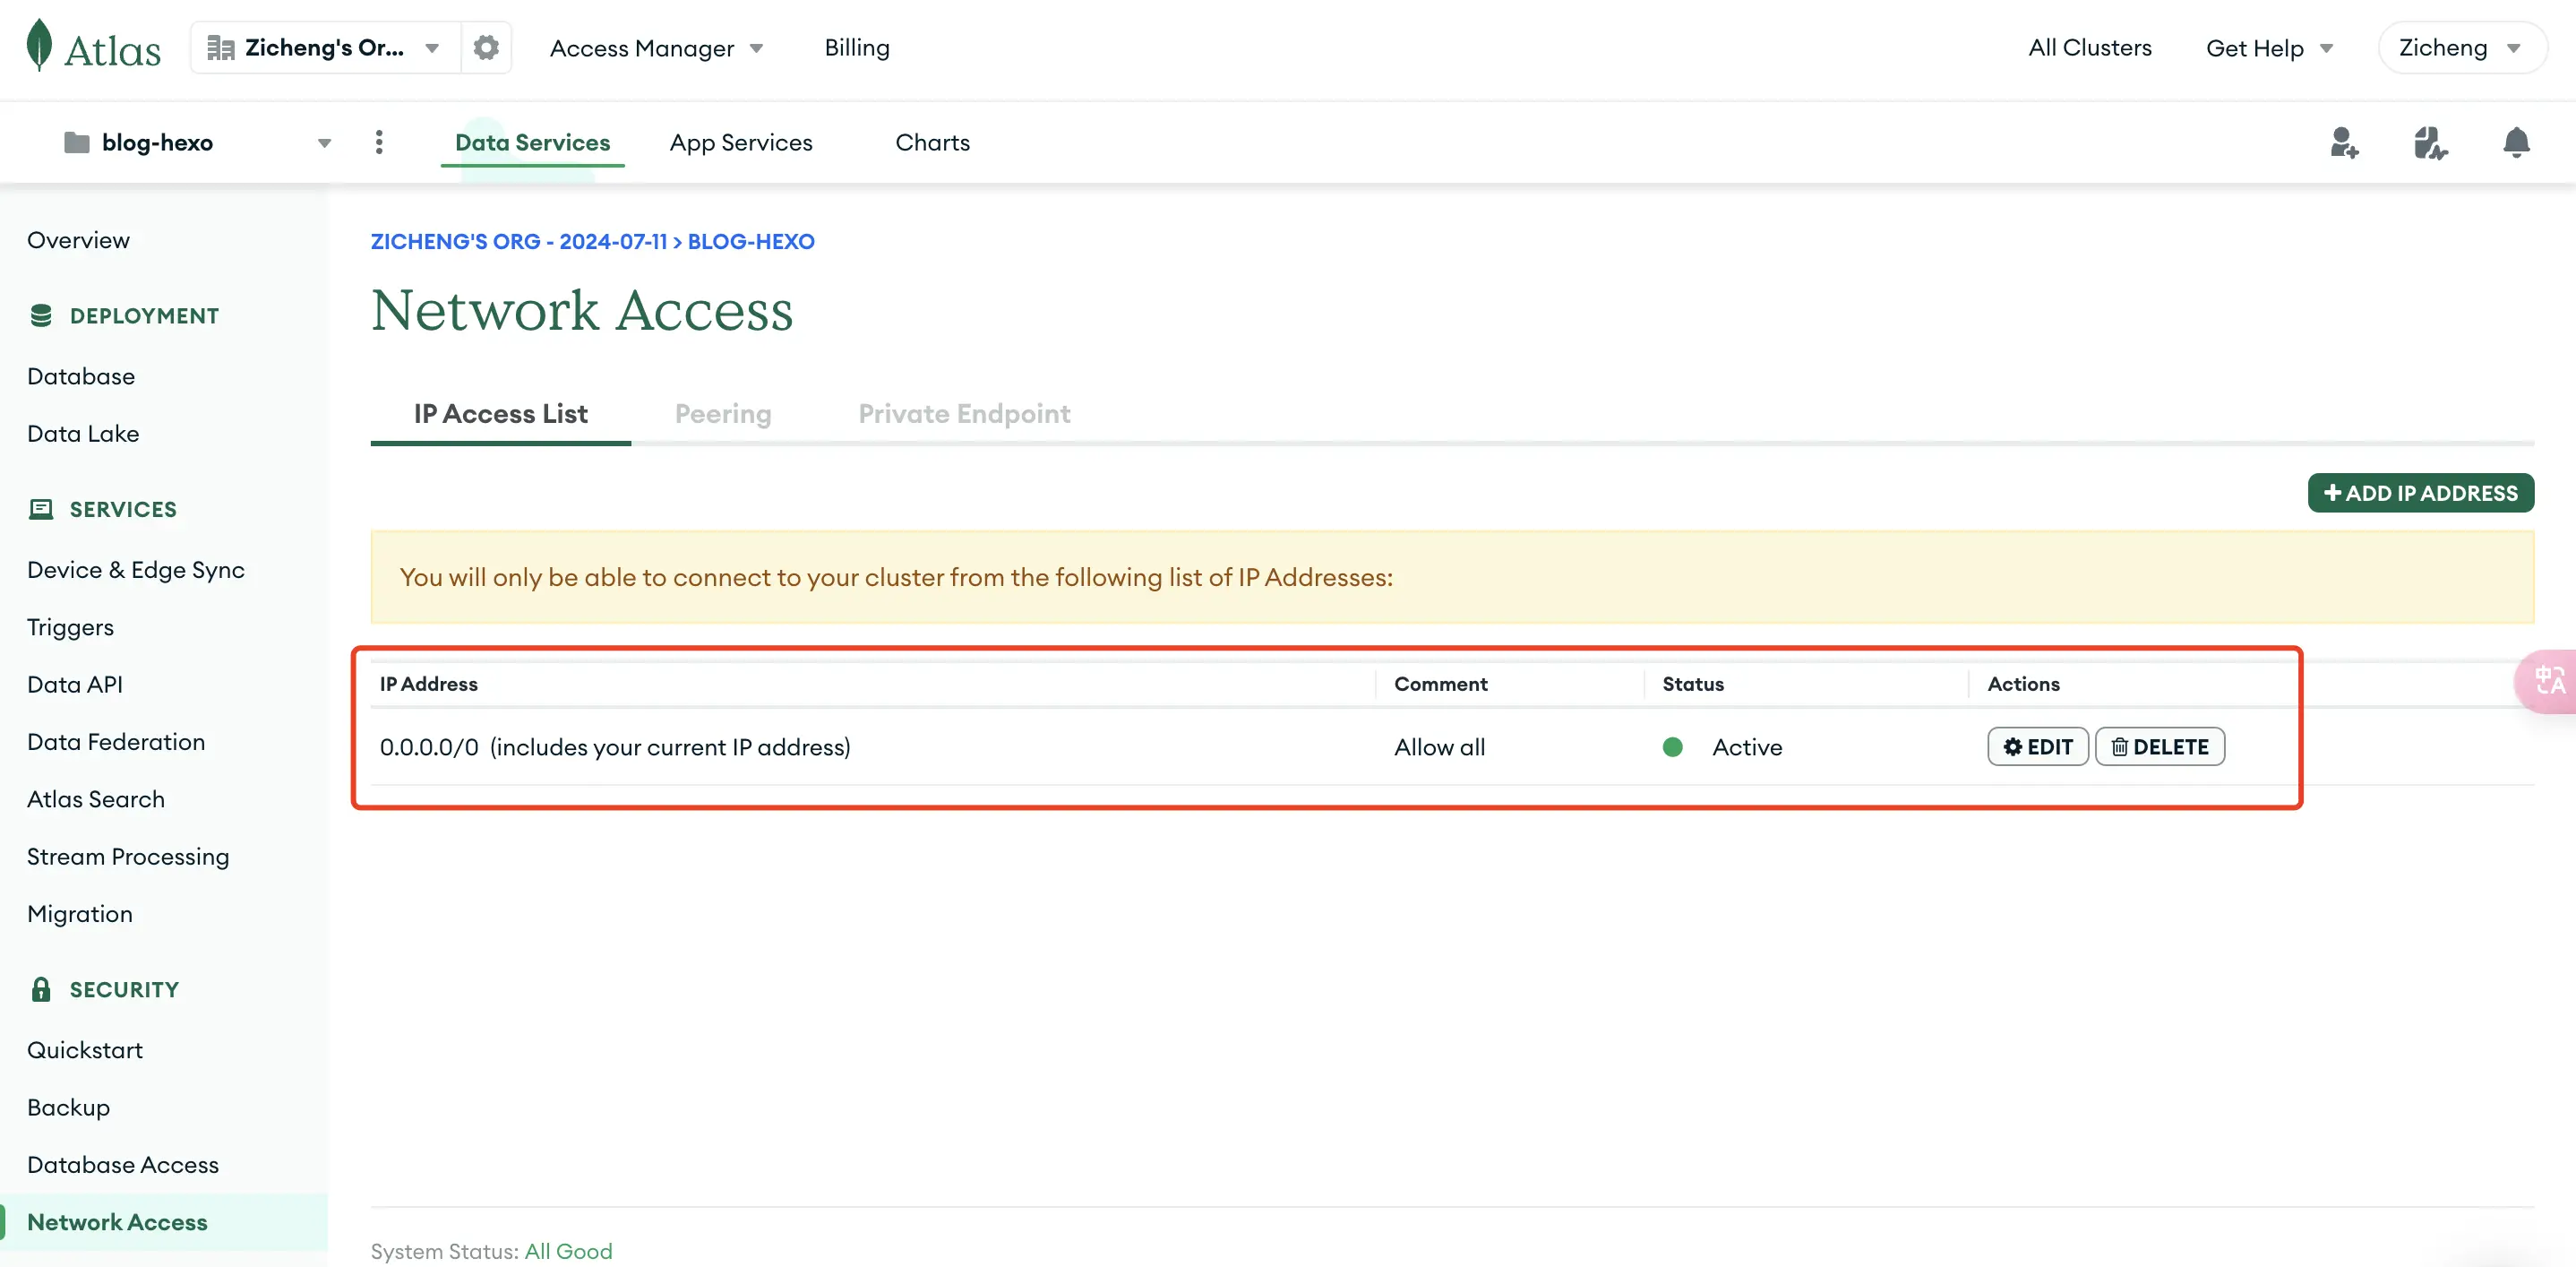 Atlas
Zicheng's Or...
Access Manager
Billing
All Clusters
Get Help
Zicheng
blog-hexo
Data Services
App Services
Charts
Overview
DEPLOYMENT
Database
Data Lake
SERVICES
Device & Edge Sync
Triggers
Data API
Data Federation
Atlas Search
Stream Processing
Migration
SECURITY
Quickstart
Backup
Database Access
Network Access
ZICHENG'S ORG - 2024-07-11 > BLOG-HEXO
Network Access
IP Access List
Peering
Private Endpoint
+ ADD IP ADDRESS
You will only be able to connect to your cluster from the following list of IP Addresses:
IP Address Comment Status Actions
0.0.0.0/0 (includes your current IP address) Allow all Active EDIT DELETE
中 A
System Status: All Good